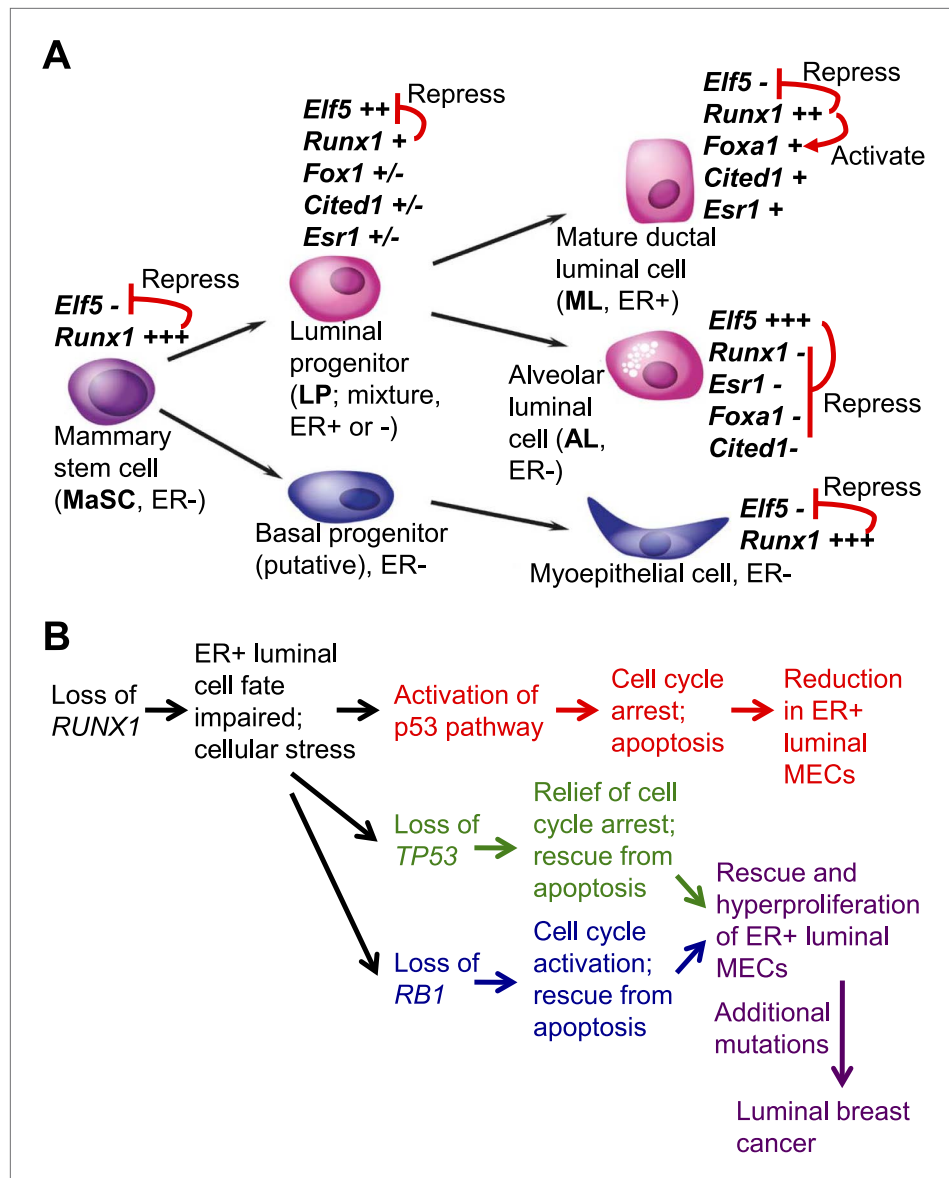 A
Elf5 -
Runx1 +++
Repress
Mammary
stem cell
(MaSC, ER-)
Elf5 ++
Runx1 +
Fox1 +/-
Cited1 +/-
Esr1 +/-
Repress
Luminal
progenitor
(LP; mixture,
ER+ or -)
Basal progenitor
(putative), ER-
Elf5 -
Runx1 ++
Foxa1 +
Cited1 +
Esr1 +
Repress
Activate
Mature ductal
luminal cell
(ML, ER+)
Elf5 +++
Runx1 -
Esr1 -
Foxa1 -
Cited1-
Repress
Alveolar
luminal
cell (AL,
ER-)
Elf5 -
Runx1 +++
Repress
Myoepithelial cell, ER-
B
Loss of
RUNX1
ER+ luminal
cell fate
impaired;
cellular stress
Activation of
p53 pathway
Cell cycle
arrest;
apoptosis
Reduction
in ER+
luminal
MECs
Loss of
TP53
Relief of cell
cycle arrest;
rescue from
apoptosis
Loss of
RB1
Cell cycle
activation;
rescue from
apoptosis
Rescue and
hyperproliferation
of ER+ luminal
MECs
Additional
mutations
Luminal breast
cancer